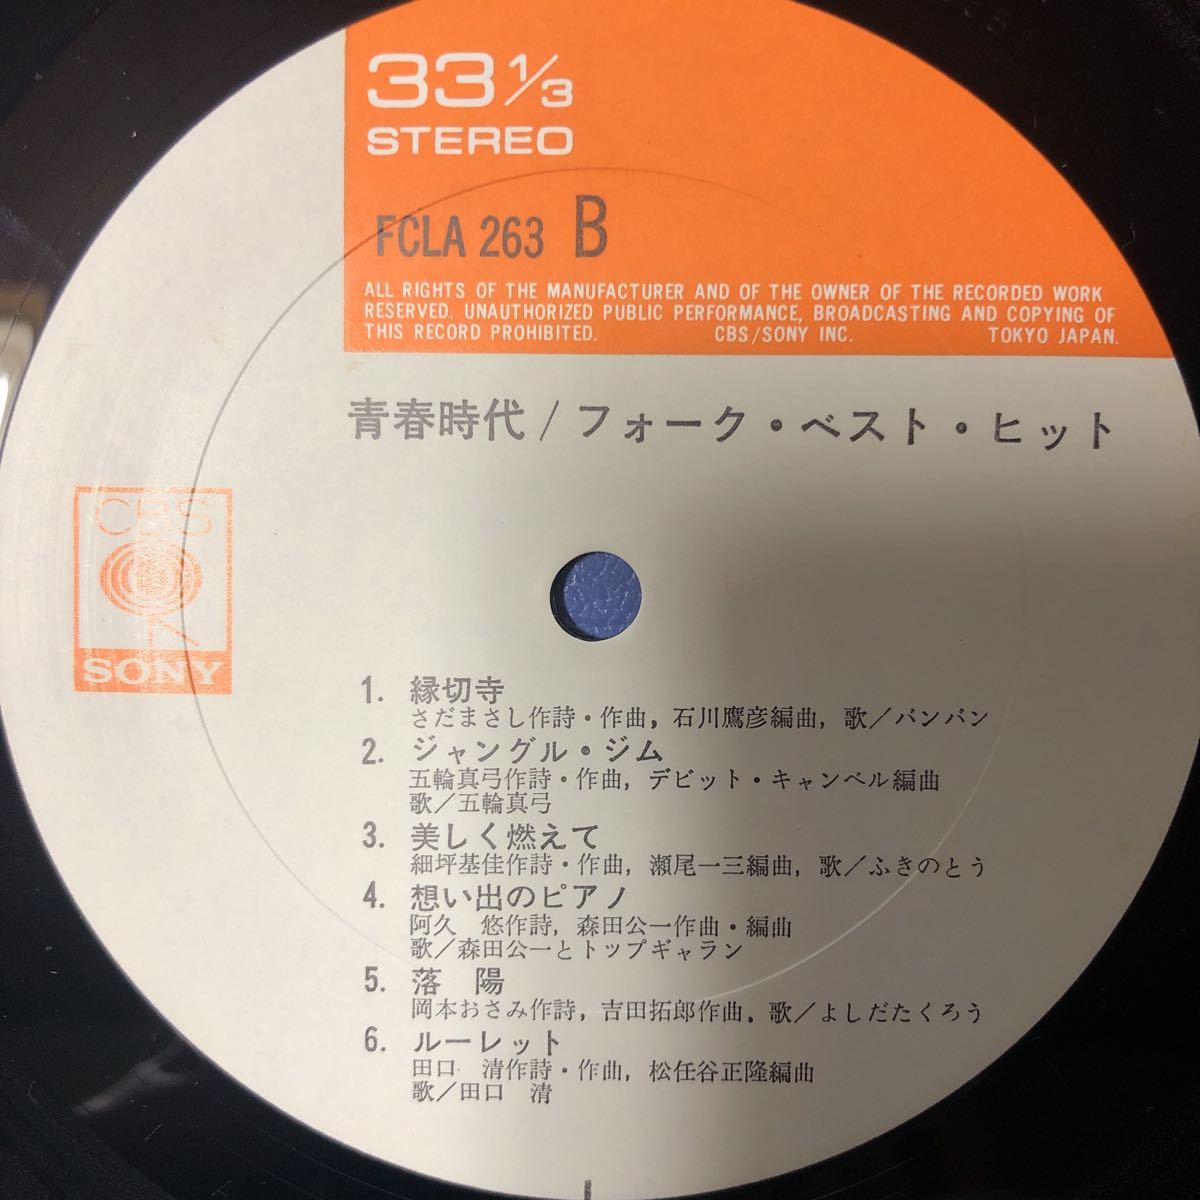 33 1/3
STEREO
FCLA 263 B
ALL RIGHTS OF THE MANUFACTURER AND OF THE OWNER OF THE RECORDED WORK
RESERVED. UNAUTHORIZED PUBLIC PERFORMANCE, BROADCASTING AND COPYING OF
THIS RECORD PROHIBITED. CBS/SONY INC. TOKYO JAPAN.
青春時代/フォーク・ベスト・ヒット
CBS
SONY
1. 縁切寺
さだまさし作詩・作曲, 石川鷹彦編曲, 歌/バンバン
2. ジャングル・ジム
五輪真弓作詩・作曲, デビット・キャンベル編曲
歌/五輪真弓
3. 美しく燃えて
細坪基佳作詩・作曲, 瀬尾一三編曲, 歌/ふきのとう
4. 想い出のピアノ
阿久 悠作詩, 森田公一作曲・編曲
歌/森田公一とトップギャラン
5. 落 陽
岡本おさみ作詩, 吉田拓郎作曲, 歌/よしだたくろう
6. ルーレット
田口 清作詩・作曲, 松任谷正隆編曲
歌/田口 清